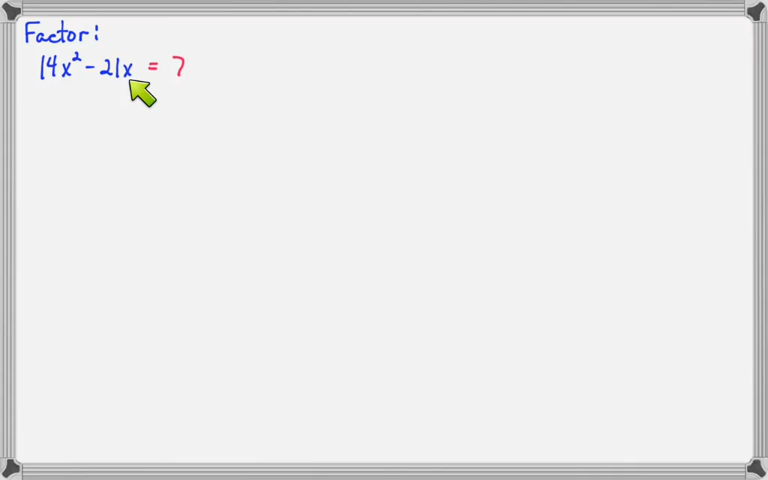 Factor:
14x² - 21x = 7